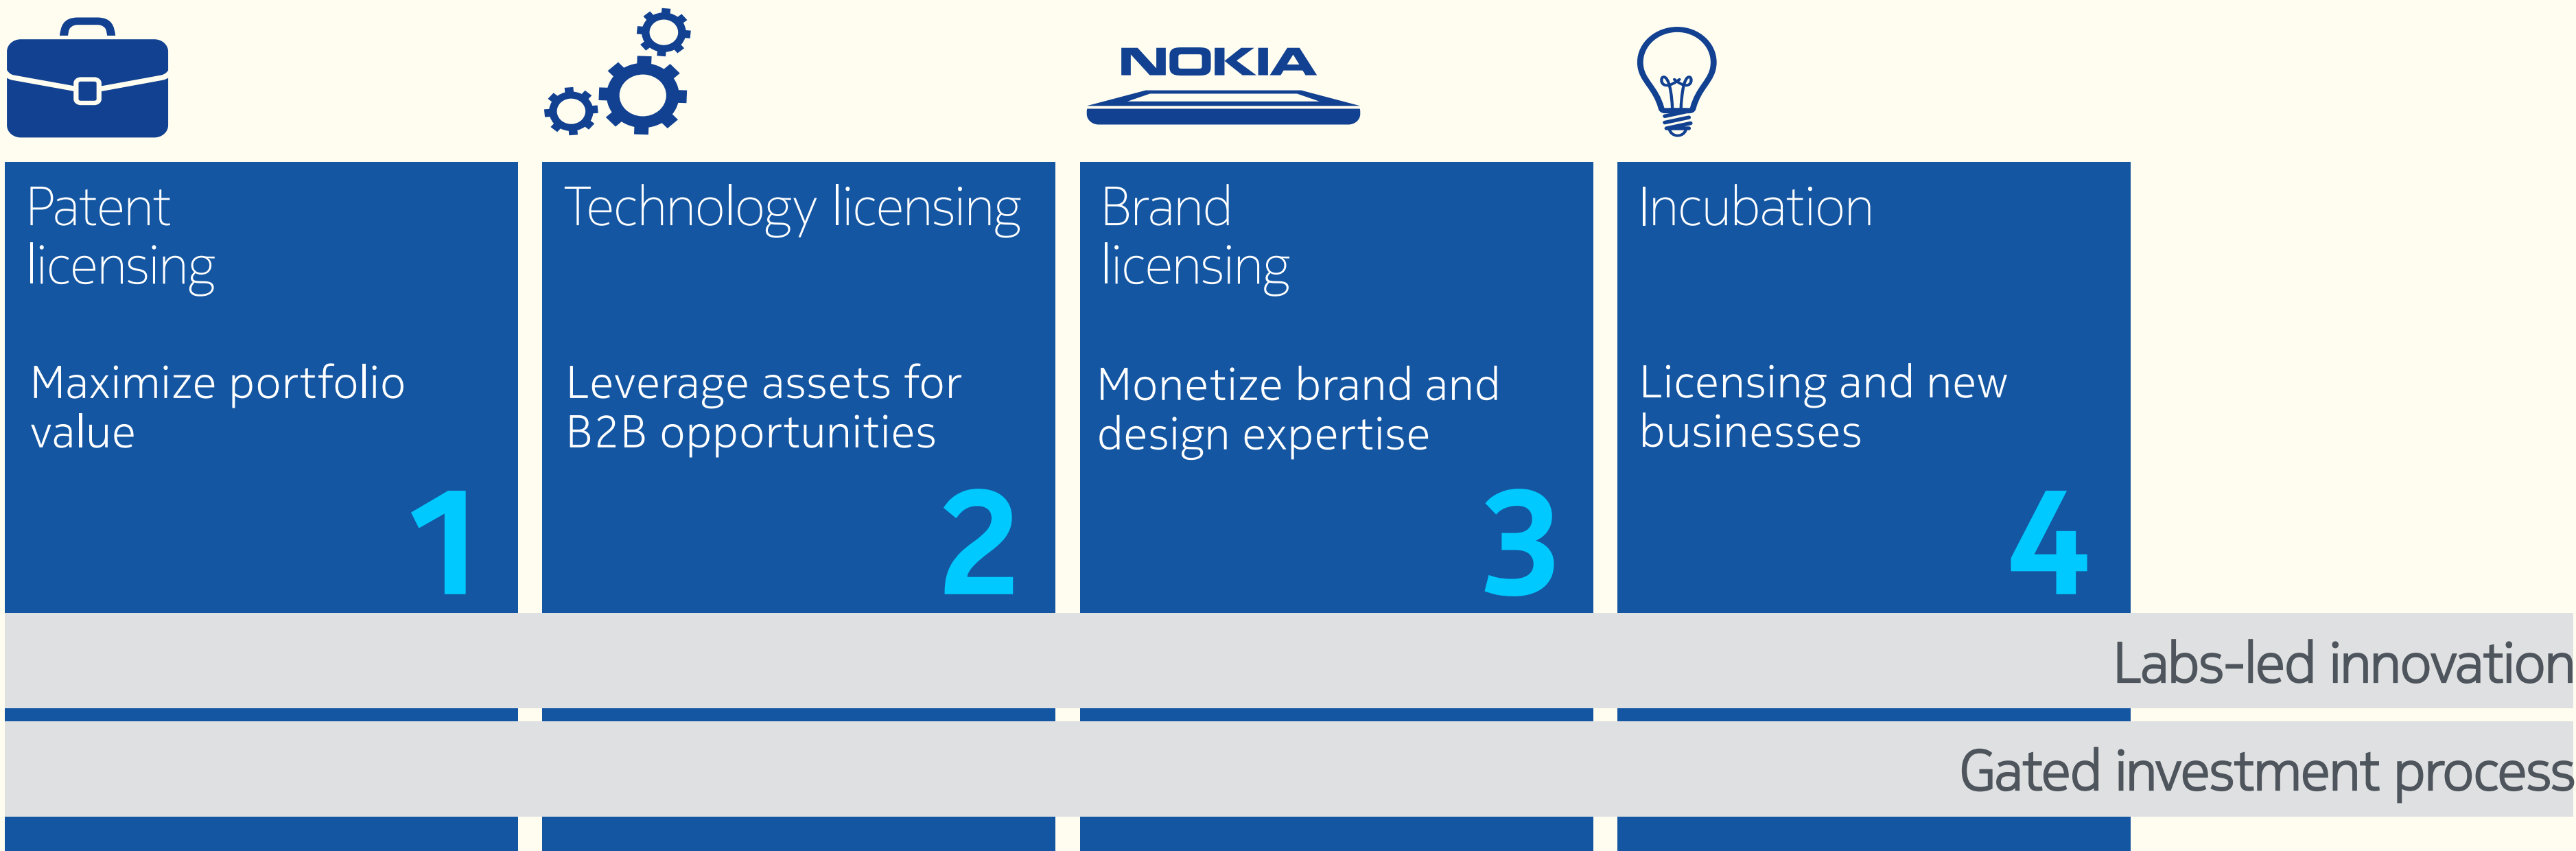 NOKIA
Patent
licensing
Maximize portfolio
value
1
Technology licensing
Leverage assets for
B2B opportunities
2
Brand
licensing
Monetize brand and
design expertise
3
Incubation
Licensing and new
businesses
4
Labs-led innovation
Gated investment process